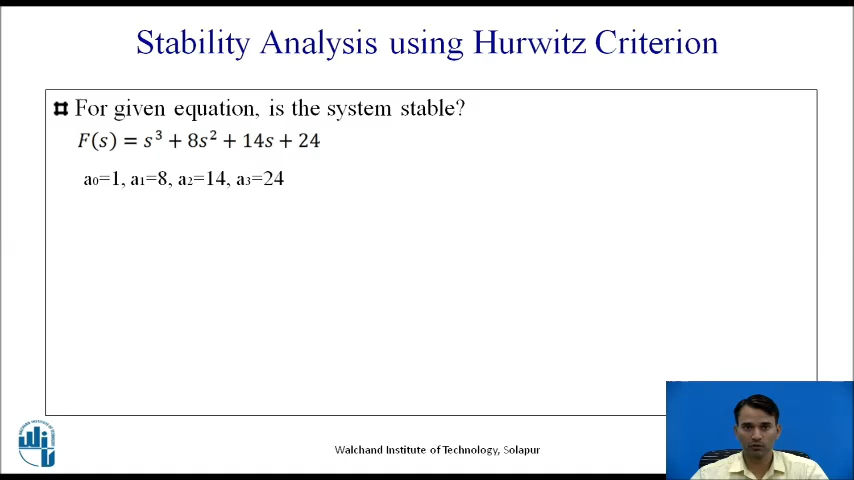 Stability Analysis using Hurwitz Criterion
For given equation, is the system stable?
F(s) = s³ + 8s² + 14s + 24
a₀=1, a₁=8, a₂=14, a₃=24
Walchand Institute of Technology, Solapur